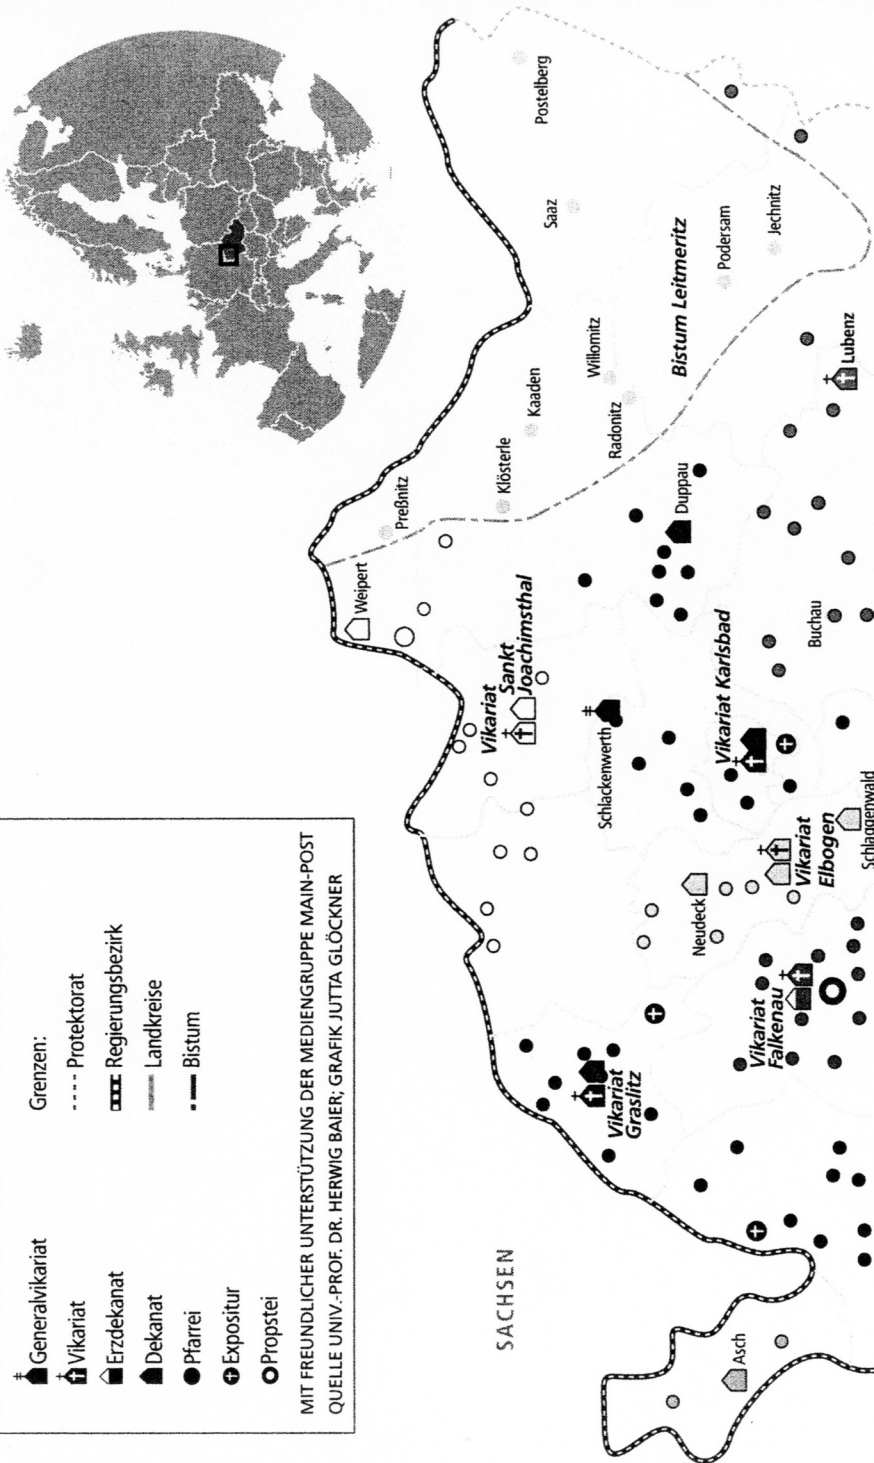 Generalvikariat
Vikariat
Erzdekanat
Dekanat
Pfarrei
Expositur
Propstei
Grenzen:
Protektorat
Regierungsbezirk
Landkreise
Bistum
MIT FREUNDLICHER UNTERSTÜTZUNG DER MEDIENGRUPPE MAIN-POST
QUELLE UNIV.-PROF. DR. HERWIG BAIER; GRAFIK JUTTA GLÖCKNER
SACHSEN
Asch
Vikariat
Graslitz
Vikariat
Falkenau
Neudeck
Vikariat
Elbogen
Schlaggenwald
Vikariat
Sankt
Joachimsthal
Schlackenwerth
Vikariat Karlsbad
Weipert
Buchau
Preßnitz
Klösterle
Duppau
Kaaden
Radonitz
Willomitz
Lubenz
Bistum Leitmeritz
Saaz
Podersam
Jechnitz
Postelberg